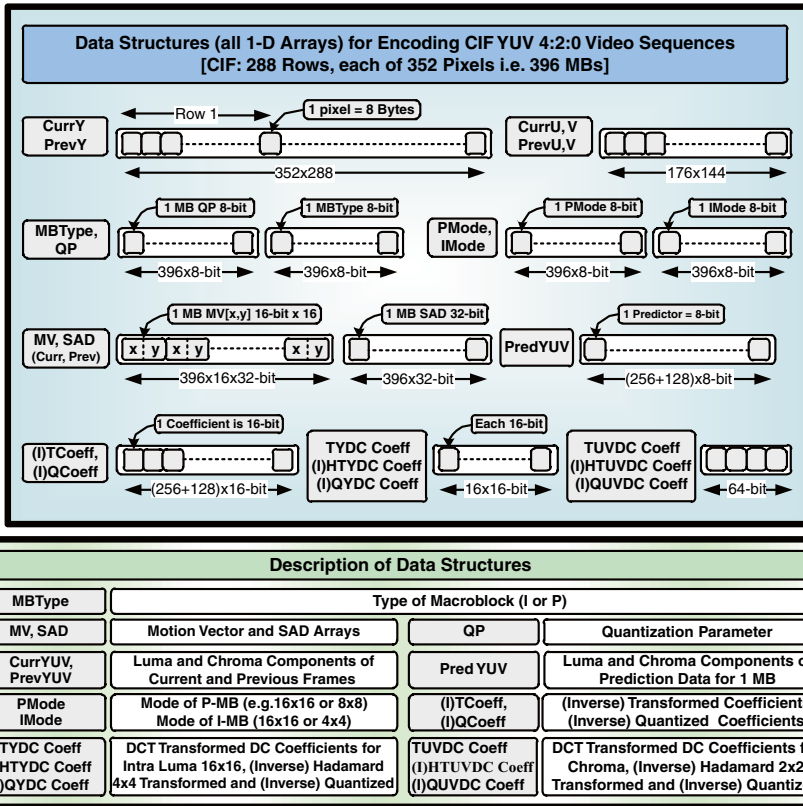 Data Structures (all 1-D Arrays) for Encoding CIF YUV 4:2:0 Video Sequences
[CIF: 288 Rows, each of 352 Pixels i.e. 396 MBs]
CurrY
PrevY
Row 1
1 pixel = 8 Bytes
352x288
CurrU, V
PrevU,V
176x144
MBType,
QP
1 MB QP 8-bit
396x8-bit
1 MBType 8-bit
396x8-bit
PMode,
IMode
1 PMode 8-bit
396x8-bit
1 IMode 8-bit
396x8-bit
MV, SAD
(Curr, Prev)
1 MB MV[x,y] 16-bit x 16
x y x y x y
396x16x32-bit
1 MB SAD 32-bit
396x32-bit
PredYUV
1 Predictor = 8-bit
(256+128)x8-bit
(I)TCoeff,
(I)QCoeff
1 Coefficient is 16-bit
(256+128)x16-bit
TYDC Coeff
(I)HTYDC Coeff
(I)QYDC Coeff
Each 16-bit
16x16-bit
TUVDC Coeff
(I)HTUVDC Coeff
(I)QUVDC Coeff
64-bit
Description of Data Structures
MBType
Type of Macroblock (I or P)
MV, SAD
Motion Vector and SAD Arrays
QP
Quantization Parameter
CurrYUV,
PrevYUV
Luma and Chroma Components of
Current and Previous Frames
Pred YUV
Luma and Chroma Components o
Prediction Data for 1 MB
PMode
IMode
Mode of P-MB (e.g.16x16 or 8x8)
Mode of I-MB (16x16 or 4x4)
(I)TCoeff,
(I)QCoeff
(Inverse) Transformed Coefficient
(Inverse) Quantized Coefficients
TYDC Coeff
HTYDC Coeff
)QYDC Coeff
DCT Transformed DC Coefficients for
Intra Luma 16x16, (Inverse) Hadamard
4x4 Transformed and (Inverse) Quantized
TUVDC Coeff
(I)HTUVDC Coeff
(I)QUVDC Coeff
DCT Transformed DC Coefficients f
Chroma, (Inverse) Hadamard 2x2
Transformed and (Inverse) Quantiz